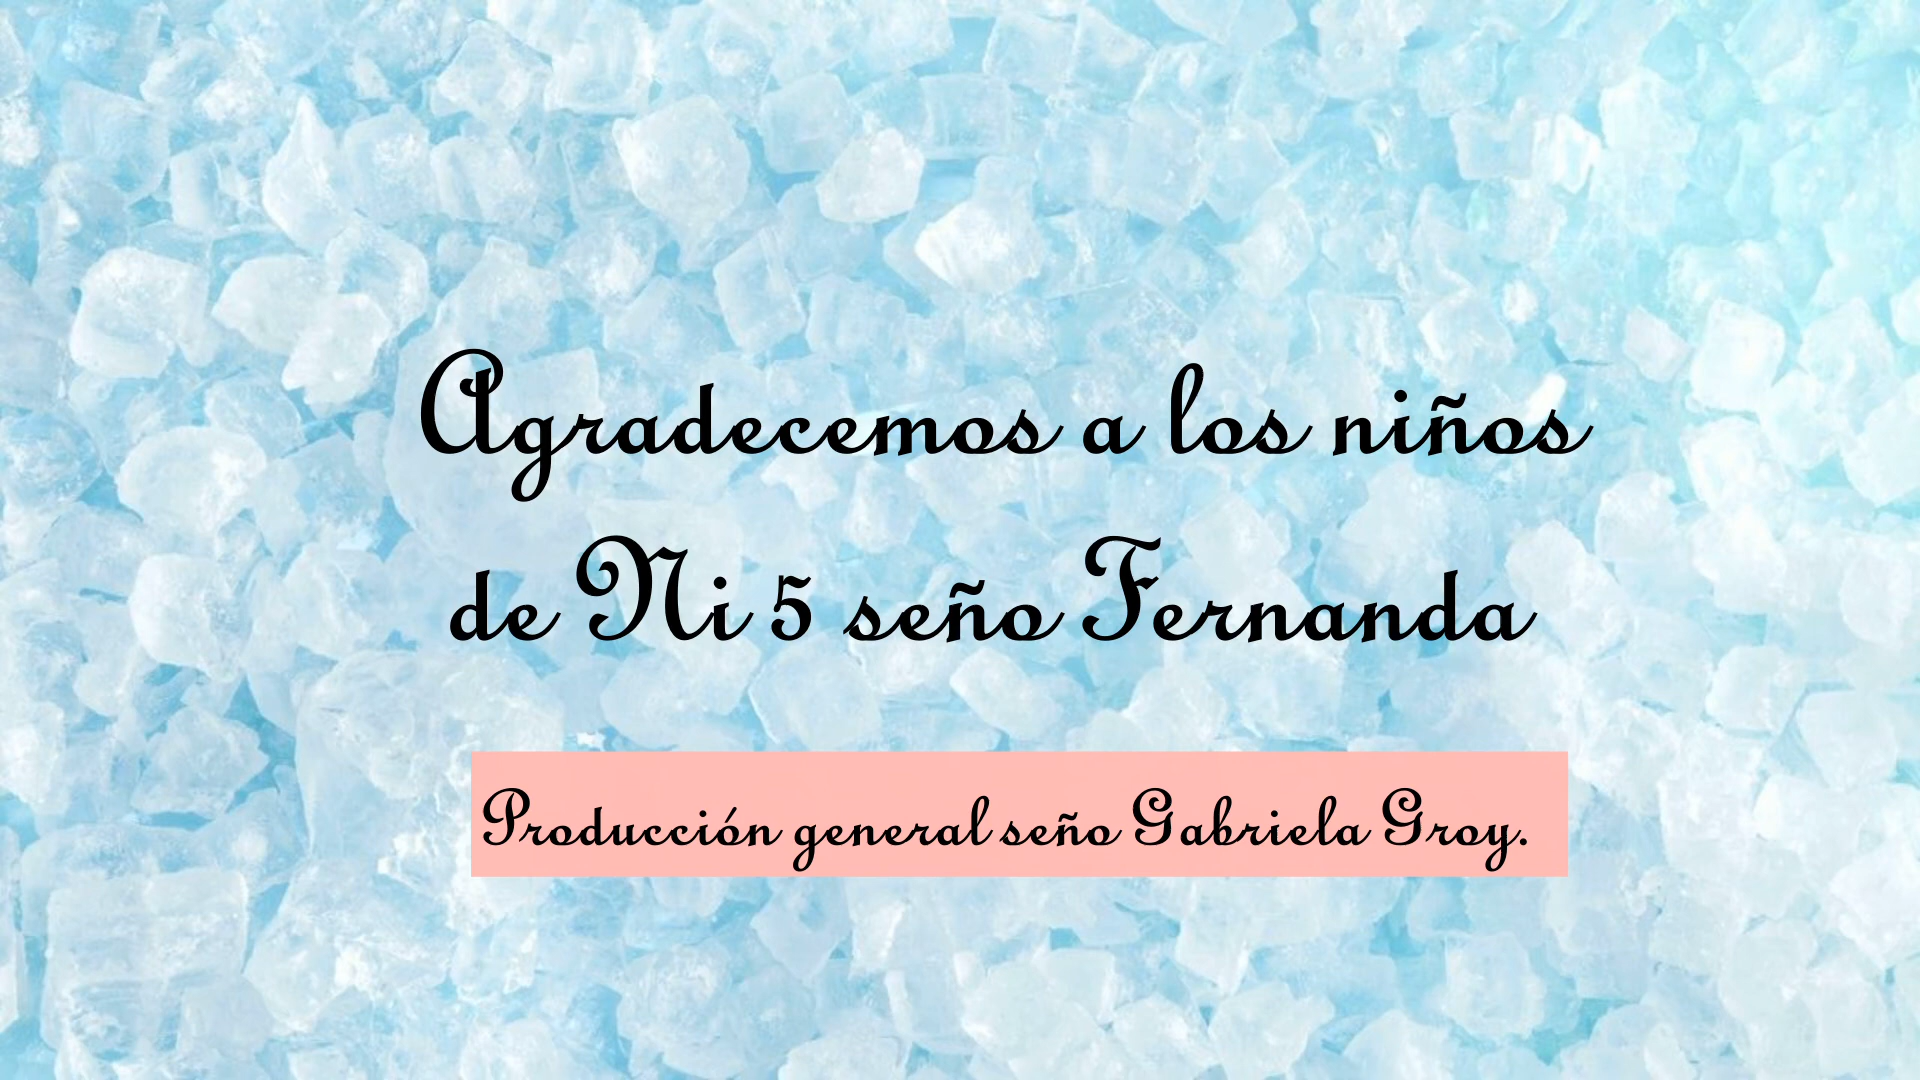 Agradecemos a los niños
de Ni 5 seño Fernanda
Producción general seño Gabriela Groy.